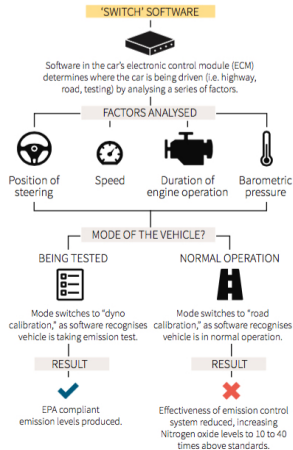 'SWITCH' SOFTWARE
Software in the car's electronic control module (ECM)
determines where the car is being driven (i.e. highway,
road, testing) by analysing a series of factors.
FACTORS ANALYSED
Position of
steering
Speed
Duration of
engine operation
Barometric
pressure
MODE OF THE VEHICLE?
BEING TESTED
Mode switches to "dyno
calibration," as software recognises
vehicle is taking emission test.
RESULT
EPA compliant
emission levels produced.
NORMAL OPERATION
Mode switches to "road
calibration," as software recognises
vehicle is in normal operation.
RESULT
Effectiveness of emission control
system reduced, increasing
Nitrogen oxide levels to 10 to 40
times above standards.